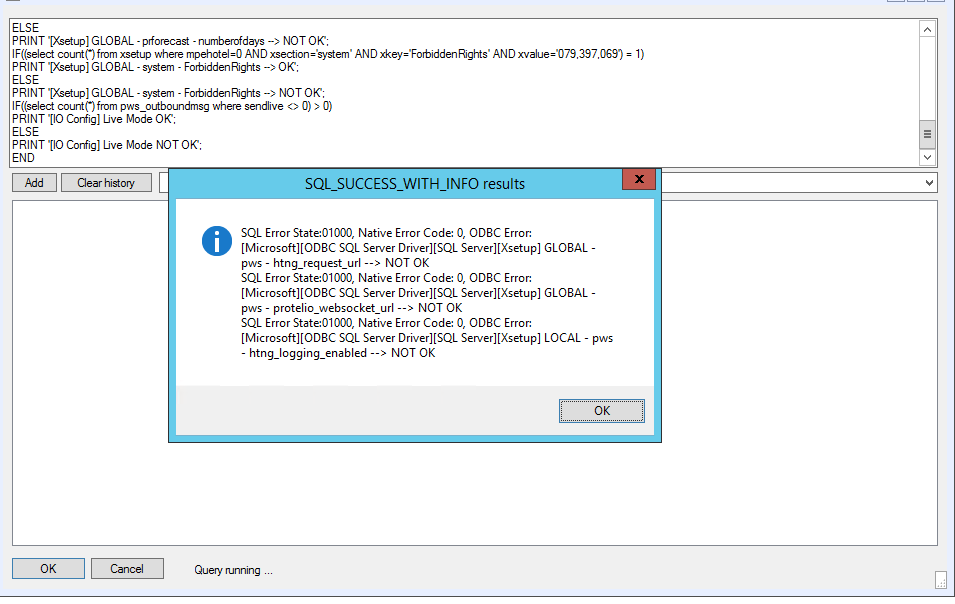 ELSE
PRINT '[Xsetup] GLOBAL - prforecast - numberofdays --> NOT OK';
IF((select count(*) from xsetup where mpehotel=0 AND xsection='system' AND xkey='ForbiddenRights' AND xvalue='079,397,069') = 1)
PRINT '[Xsetup] GLOBAL - system - ForbiddenRights --> OK';
ELSE
PRINT '[Xsetup] GLOBAL - system - ForbiddenRights --> NOT OK';
IF((select count(*) from pws_outboundmsg where sendlive <> 0) > 0)
PRINT '[IO Config] Live Mode OK';
ELSE
PRINT '[IO Config] Live Mode NOT OK';
END
Add
Clear history
SQL_SUCCESS_WITH_INFO results
x
SQL Error State:01000, Native Error Code: 0, ODBC Error:
[Microsoft][ODBC SQL Server Driver][SQL Server][Xsetup] GLOBAL -
pws - htng_request_url --> NOT OK
SQL Error State:01000, Native Error Code: 0, ODBC Error:
[Microsoft][ODBC SQL Server Driver][SQL Server][Xsetup] GLOBAL -
pws - protelio_websocket_url --> NOT OK
SQL Error State:01000, Native Error Code: 0, ODBC Error:
[Microsoft][ODBC SQL Server Driver][SQL Server][Xsetup] LOCAL - pws
- htng_logging_enabled --> NOT OK
OK
OK
Cancel
Query running ...